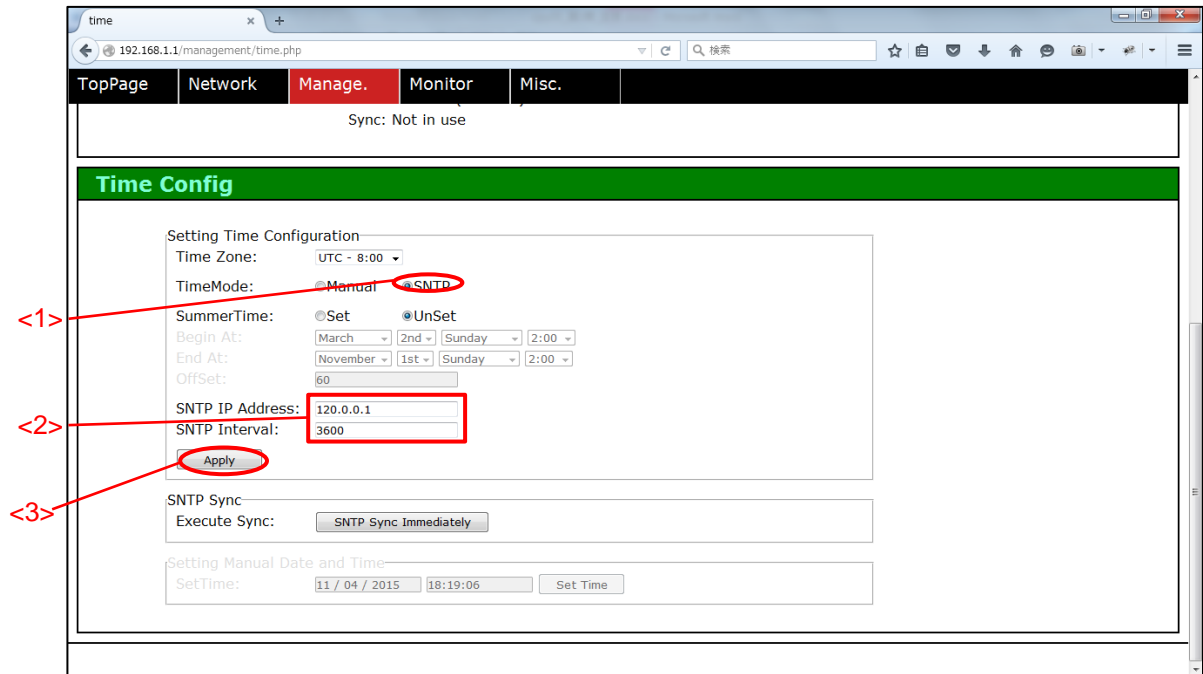 time × +
192.168.1.1/management/time.php 検索
TopPage Network Manage. Monitor Misc.
Sync: Not in use
Time Config
Setting Time Configuration
Time Zone: UTC - 8:00
<1>
TimeMode: Manual SNTP
SummerTime: Set UnSet
Begin At: March 2nd Sunday 2:00
End At: November 1st Sunday 2:00
OffSet: 60
<2>
SNTP IP Address: 120.0.0.1
SNTP Interval: 3600
Apply
<3>
SNTP Sync
Execute Sync: SNTP Sync Immediately
Setting Manual Date and Time
SetTime: 11 / 04 / 2015 18:19:06 Set Time